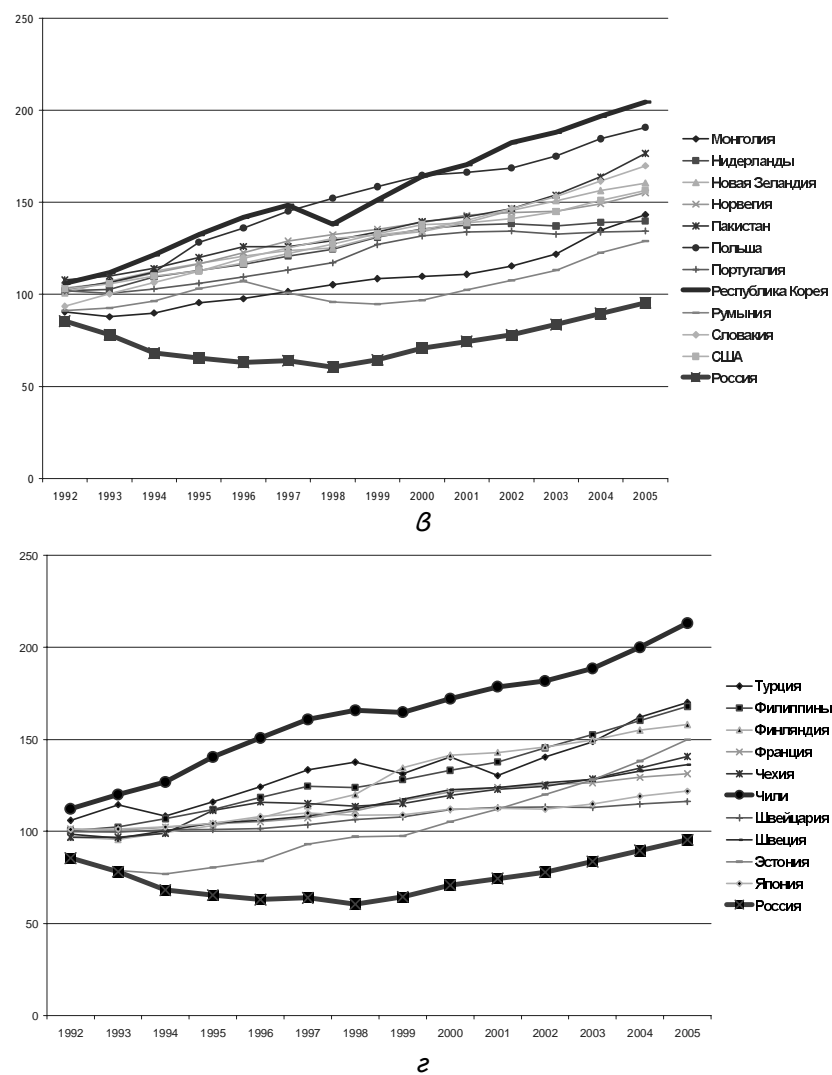 250
200
150
100
50
0
1992 1993 1994 1995 1996 1997 1998 1999 2000 2001 2002 2003 2004 2005
Монголия
Нидерланды
Новая Зеландия
Норвегия
Пакистан
Польша
Португалия
Республика Корея
Румыния
Словакия
США
Россия
в
250
200
150
100
50
0
1992 1993 1994 1995 1996 1997 1998 1999 2000 2001 2002 2003 2004 2005
Турция
Филиппины
Финляндия
Франция
Чехия
Чили
Швейцария
Швеция
Эстония
Япония
Россия
г